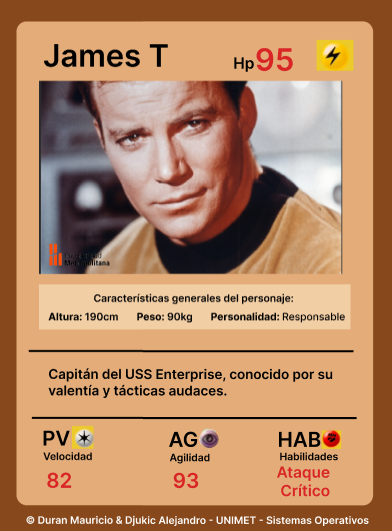 James T
Hp 95
Metropolitana
Características generales del personaje:
Altura: 190cm Peso: 90kg Personalidad: Responsable
Capitán del USS Enterprise, conocido por su
valentía y tácticas audaces.
PV AG HAB
Velocidad Agilidad Habilidades
82 93 Ataque
Crítico
© Duran Mauricio & Djukic Alejandro - UNIMET - Sistemas Operativos